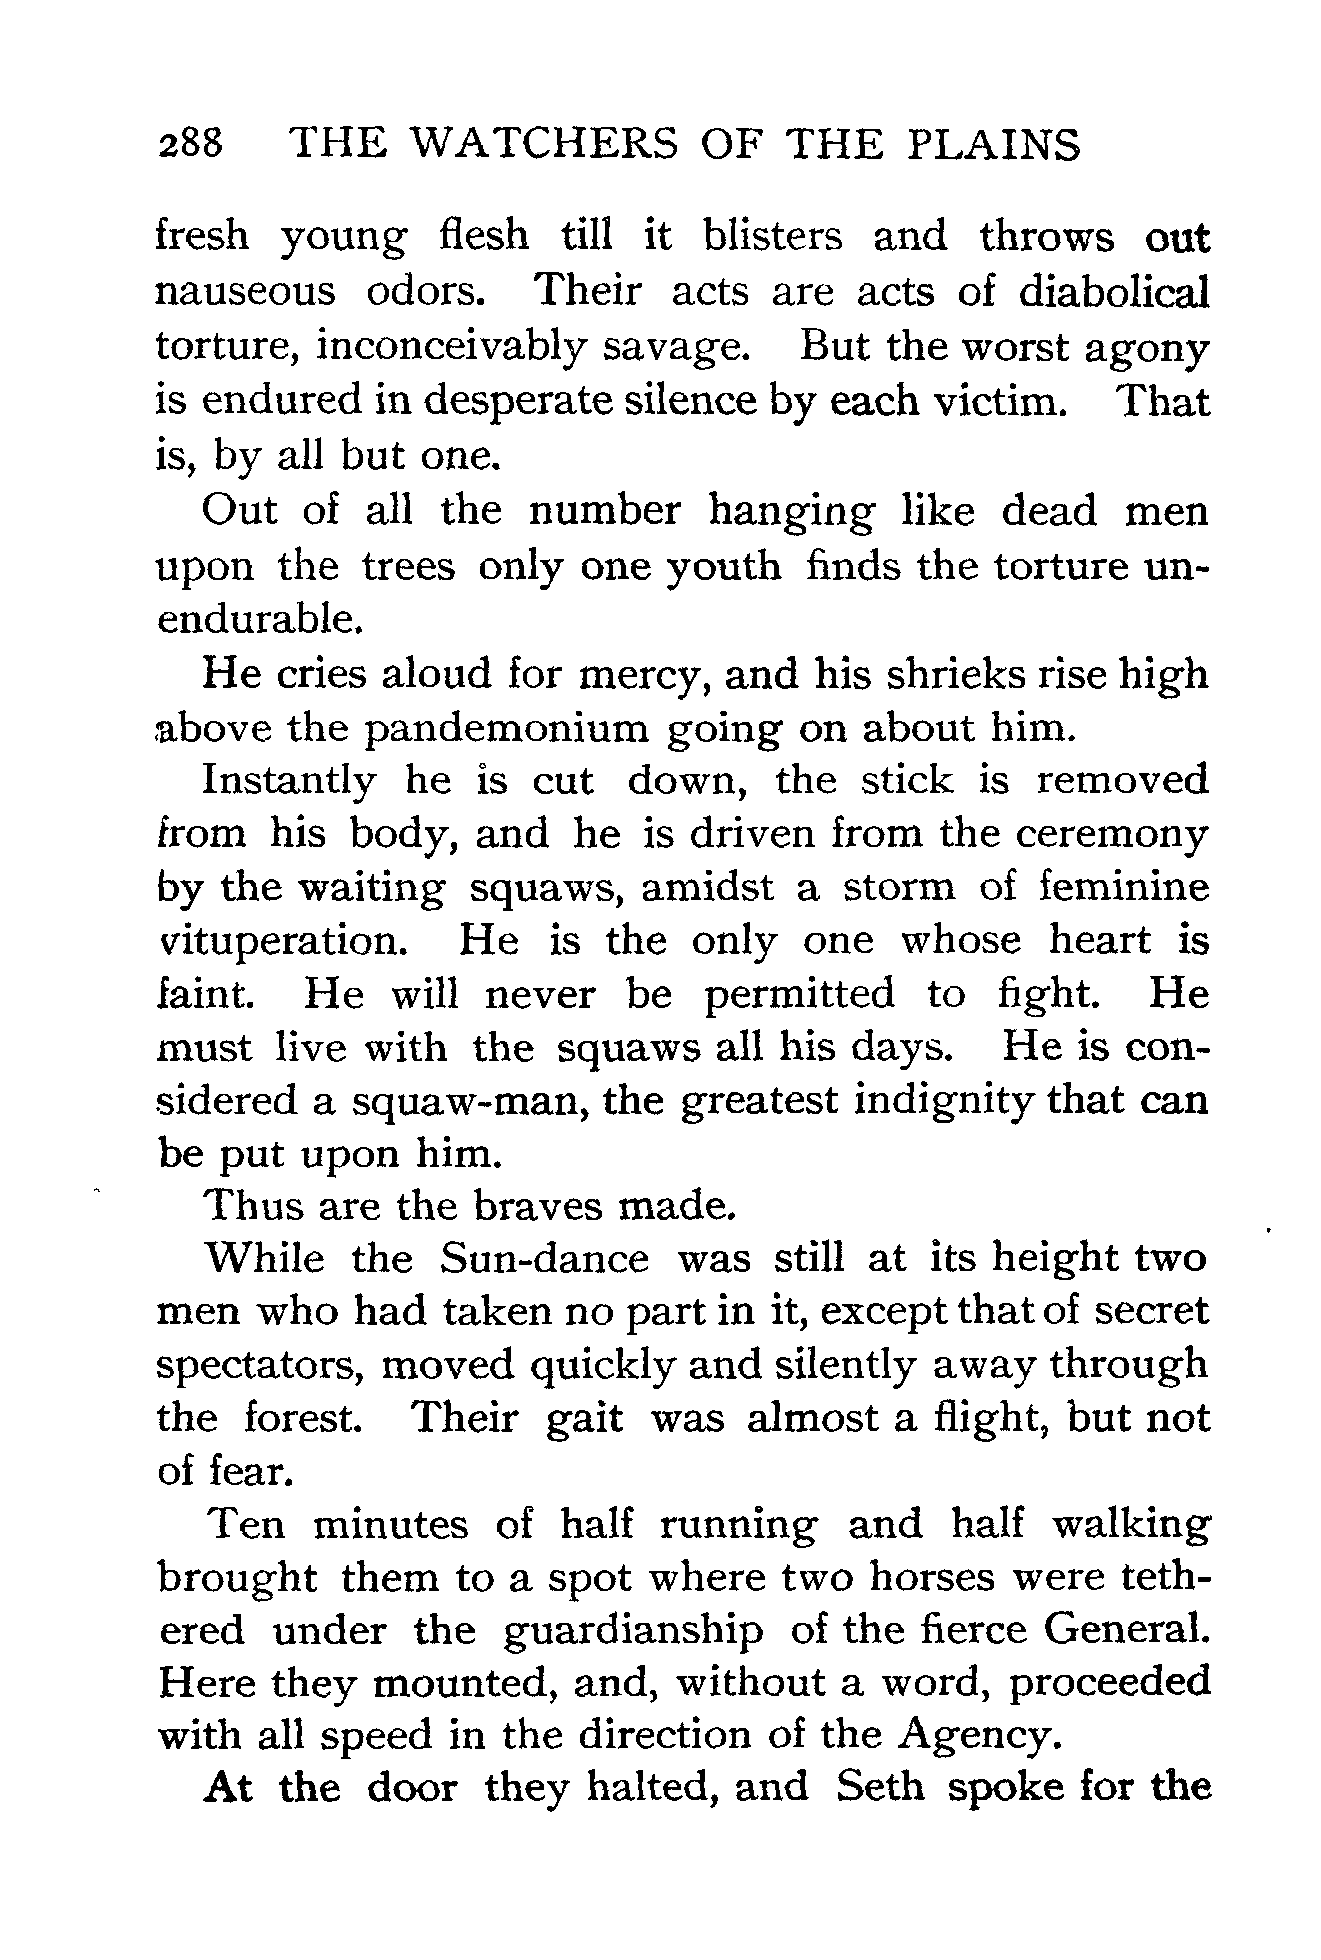 288 THE WATCHERS OF THE PLAINS
fresh young flesh till it blisters and throws out
nauseous odors. Their acts are acts of diabolical
torture, inconceivably savage. But the worst agony
is endured in desperate silence by each victim. That
is, by all but one.
Out of all the number hanging like dead men
upon the trees only one youth finds the torture un-
endurable.
He cries aloud for mercy, and his shrieks rise high
above the pandemonium going on about him.
Instantly he is cut down, the stick is removed
from his body, and he is driven from the ceremony
by the waiting squaws, amidst a storm of feminine
vituperation. He is the only one whose heart is
faint. He will never be permitted to fight. He
must live with the squaws all his days. He is con-
sidered a squaw-man, the greatest indignity that can
be put upon him.
Thus are the braves made.
While the Sun-dance was still at its height two
men who had taken no part in it, except that of secret
spectators, moved quickly and silently away through
the forest. Their gait was almost a flight, but not
of fear.
Ten minutes of half running and half walking
brought them to a spot where two horses were teth-
ered under the guardianship of the fierce General.
Here they mounted, and, without a word, proceeded
with all speed in the direction of the Agency.
At the door they halted, and Seth spoke for the